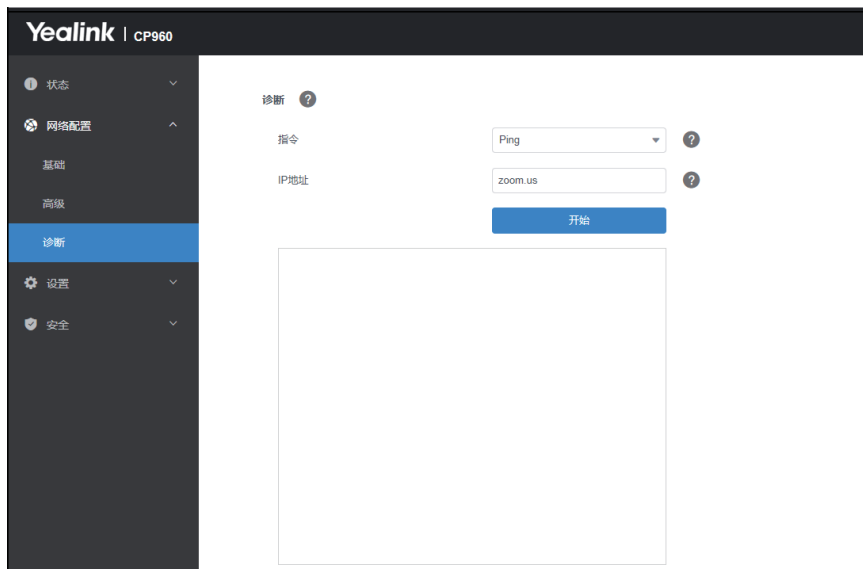 Yealink | CP960
状态
网络配置
基础
高级
诊断
设置
安全
诊断 ?
指令 Ping ?
IP地址 zoom.us ?
开始